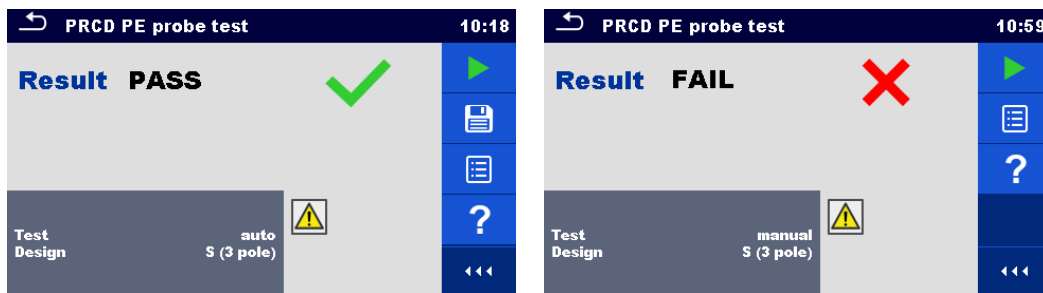 PRCD PE probe test 10:18
Result PASS
Test auto
Design S (3 pole)
?
PRCD PE probe test 10:59
Result FAIL
Test manual
Design S (3 pole)
?